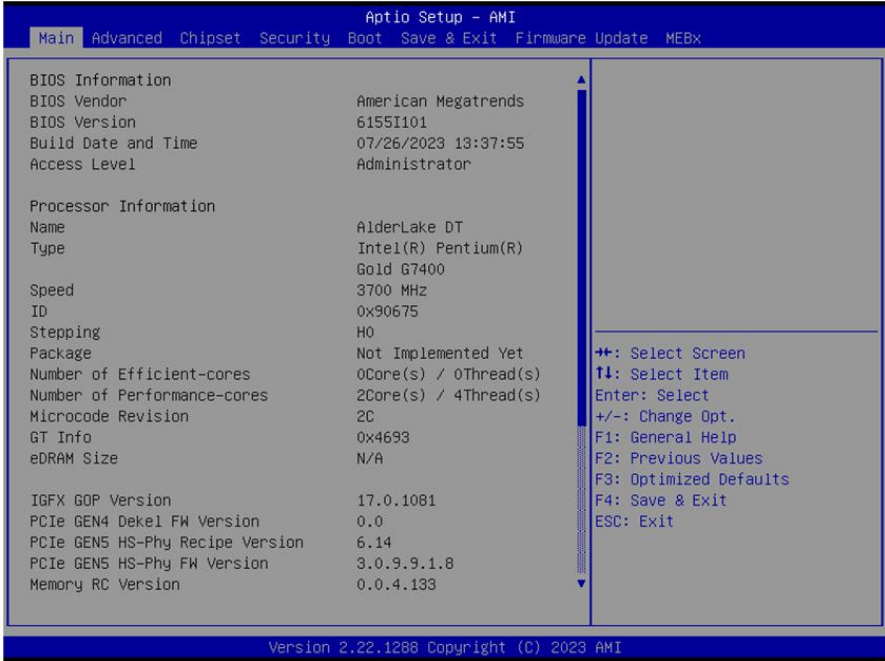 Aptio Setup – AMI
Main Advanced Chipset Security Boot Save & Exit Firmware Update MEBx
BIOS Information
BIOS Vendor American Megatrends
BIOS Version 6155I101
Build Date and Time 07/26/2023 13:37:55
Access Level Administrator
Processor Information
Name AlderLake DT
Type Intel(R) Pentium(R)
Gold G7400
Speed 3700 MHz
ID 0x90675
Stepping H0
Package Not Implemented Yet
Number of Efficient-cores 0Core(s) / 0Thread(s)
Number of Performance-cores 2Core(s) / 4Thread(s)
Microcode Revision 2C
GT Info 0x4693
eDRAM Size N/A
IGFX GOP Version 17.0.1081
PCIe GEN4 Dekel FW Version 0.0
PCIe GEN5 HS-Phy Recipe Version 6.14
PCIe GEN5 HS-Phy FW Version 3.0.9.9.1.8
Memory RC Version 0.0.4.133
→←: Select Screen
↑↓: Select Item
Enter: Select
+/-: Change Opt.
F1: General Help
F2: Previous Values
F3: Optimized Defaults
F4: Save & Exit
ESC: Exit
Version 2.22.1288 Copyright (C) 2023 AMI